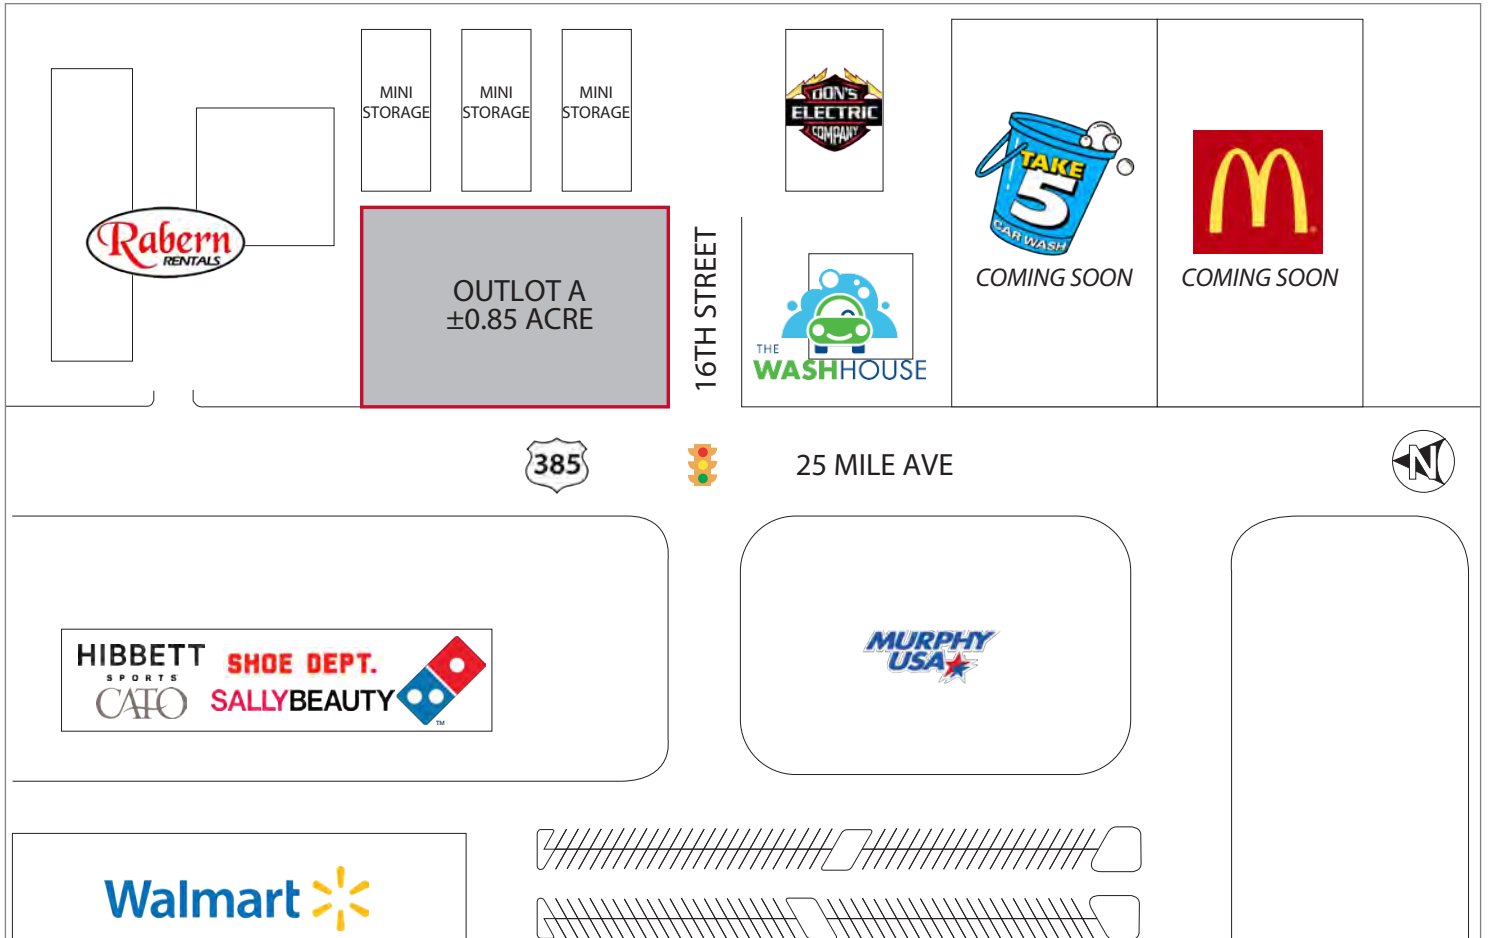 MINI
STORAGE
MINI
STORAGE
MINI
STORAGE
DON'S
ELECTRIC
COMPANY
TAKE
5
CAR WASH
COMING SOON
M
COMING SOON
Rabern
RENTALS
OUTLOT A
±0.85 ACRE
16TH STREET
THE
WASHHOUSE
385
25 MILE AVE
N
HIBBETT
SPORTS
CATO
SHOE DEPT.
SALLYBEAUTY
TM
MURPHY
USA
Walmart